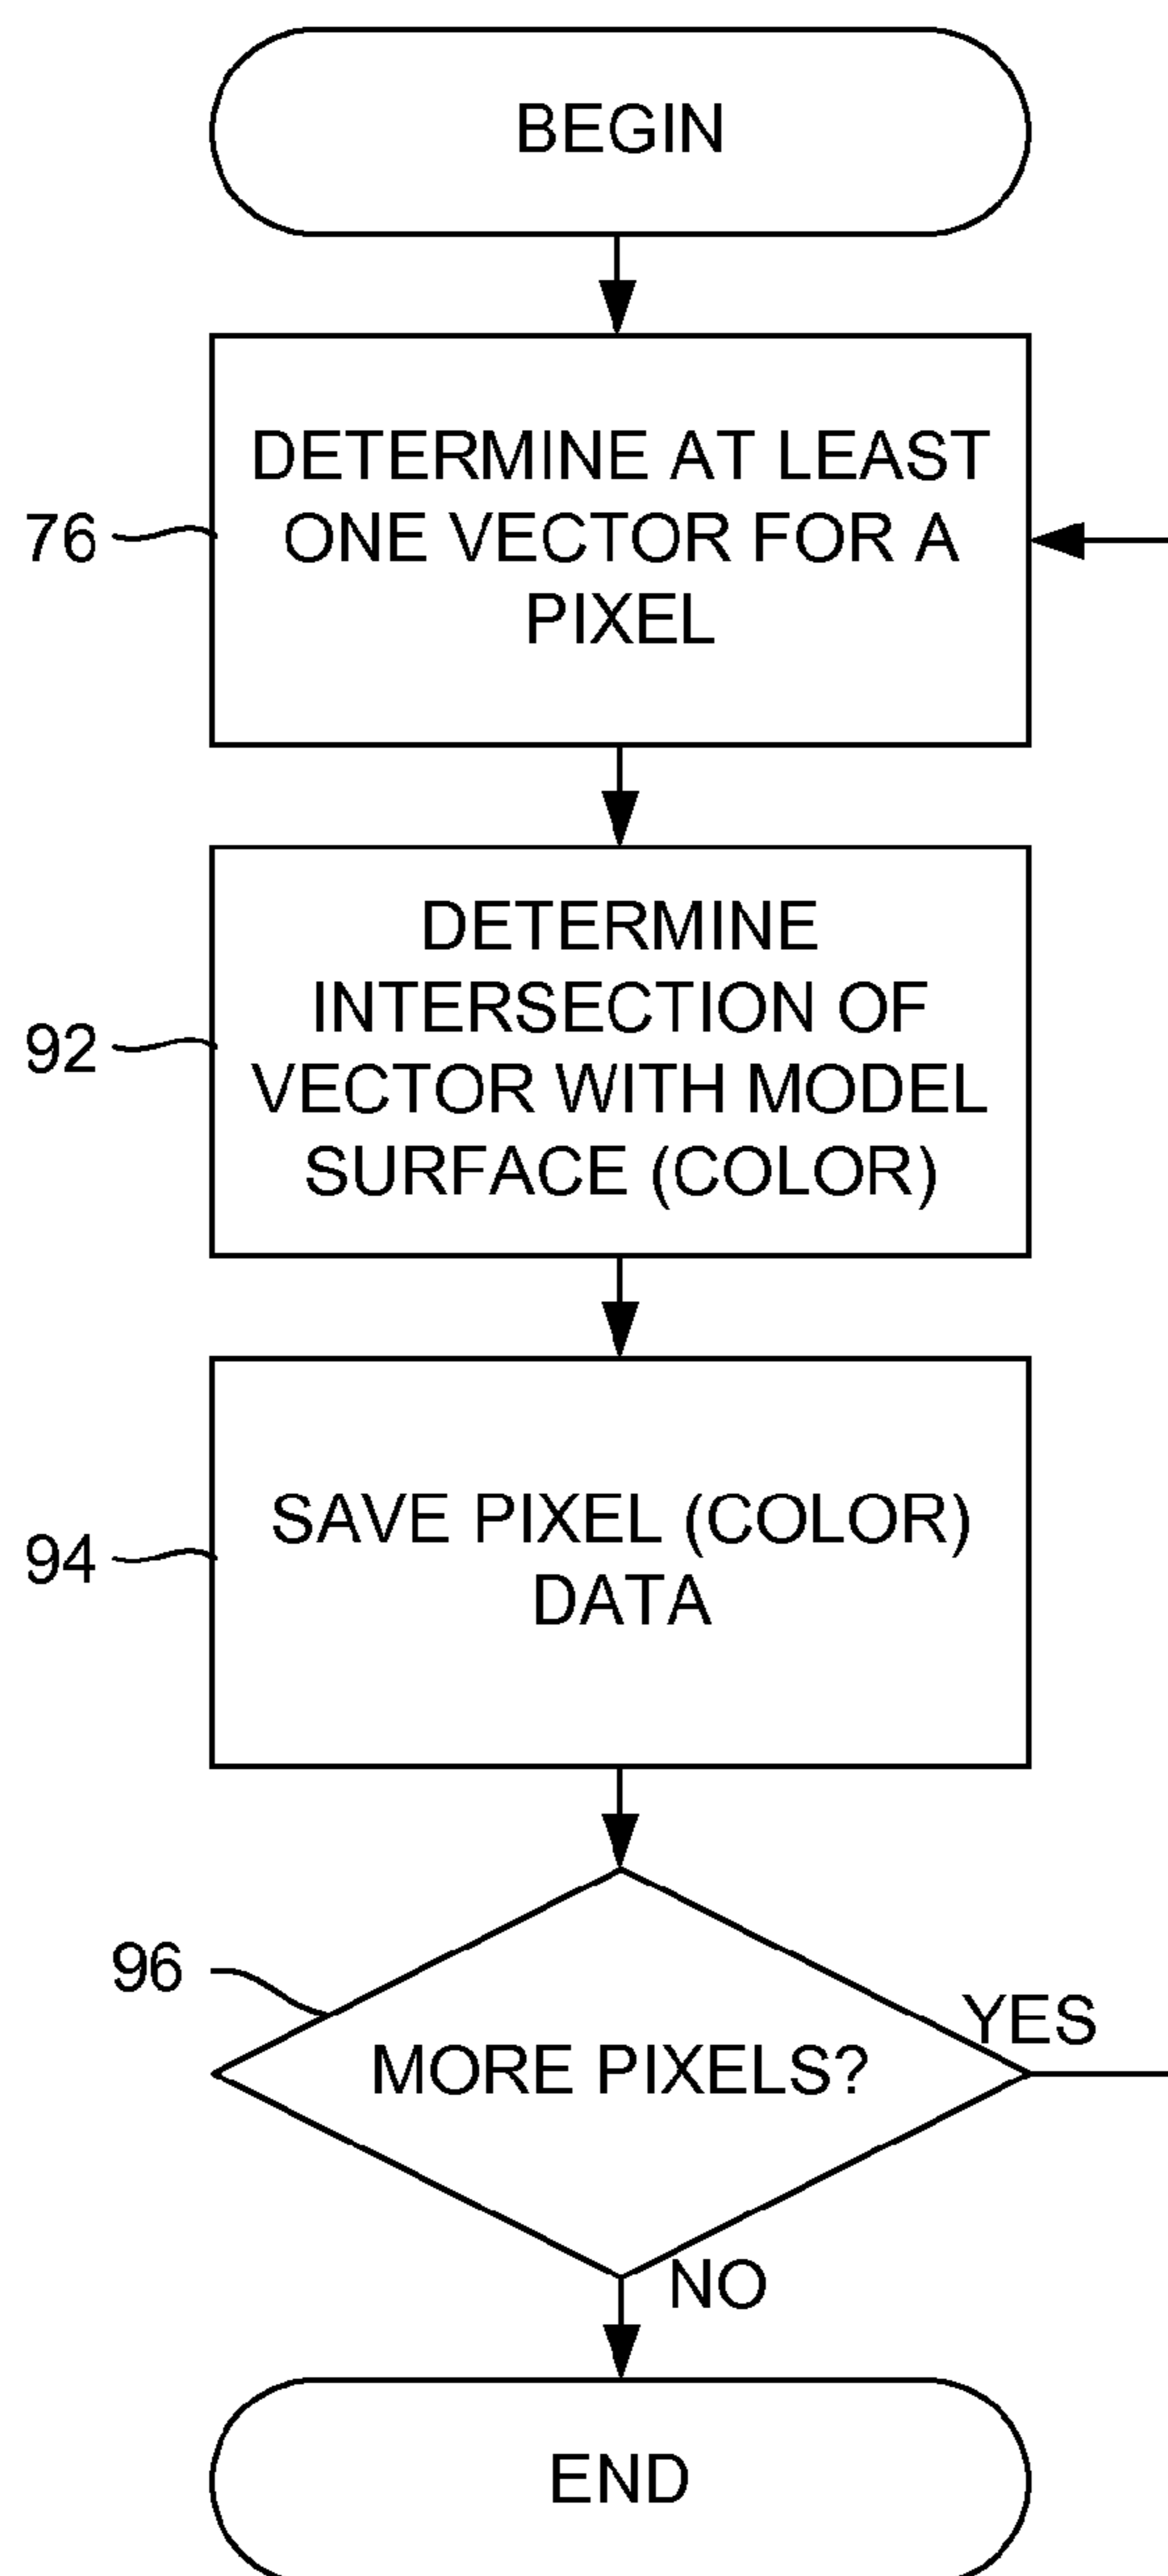 BEGIN
76
DETERMINE AT LEAST
ONE VECTOR FOR A
PIXEL
92
DETERMINE
INTERSECTION OF
VECTOR WITH MODEL
SURFACE (COLOR)
94
SAVE PIXEL (COLOR)
DATA
96
MORE PIXELS?
YES
NO
END